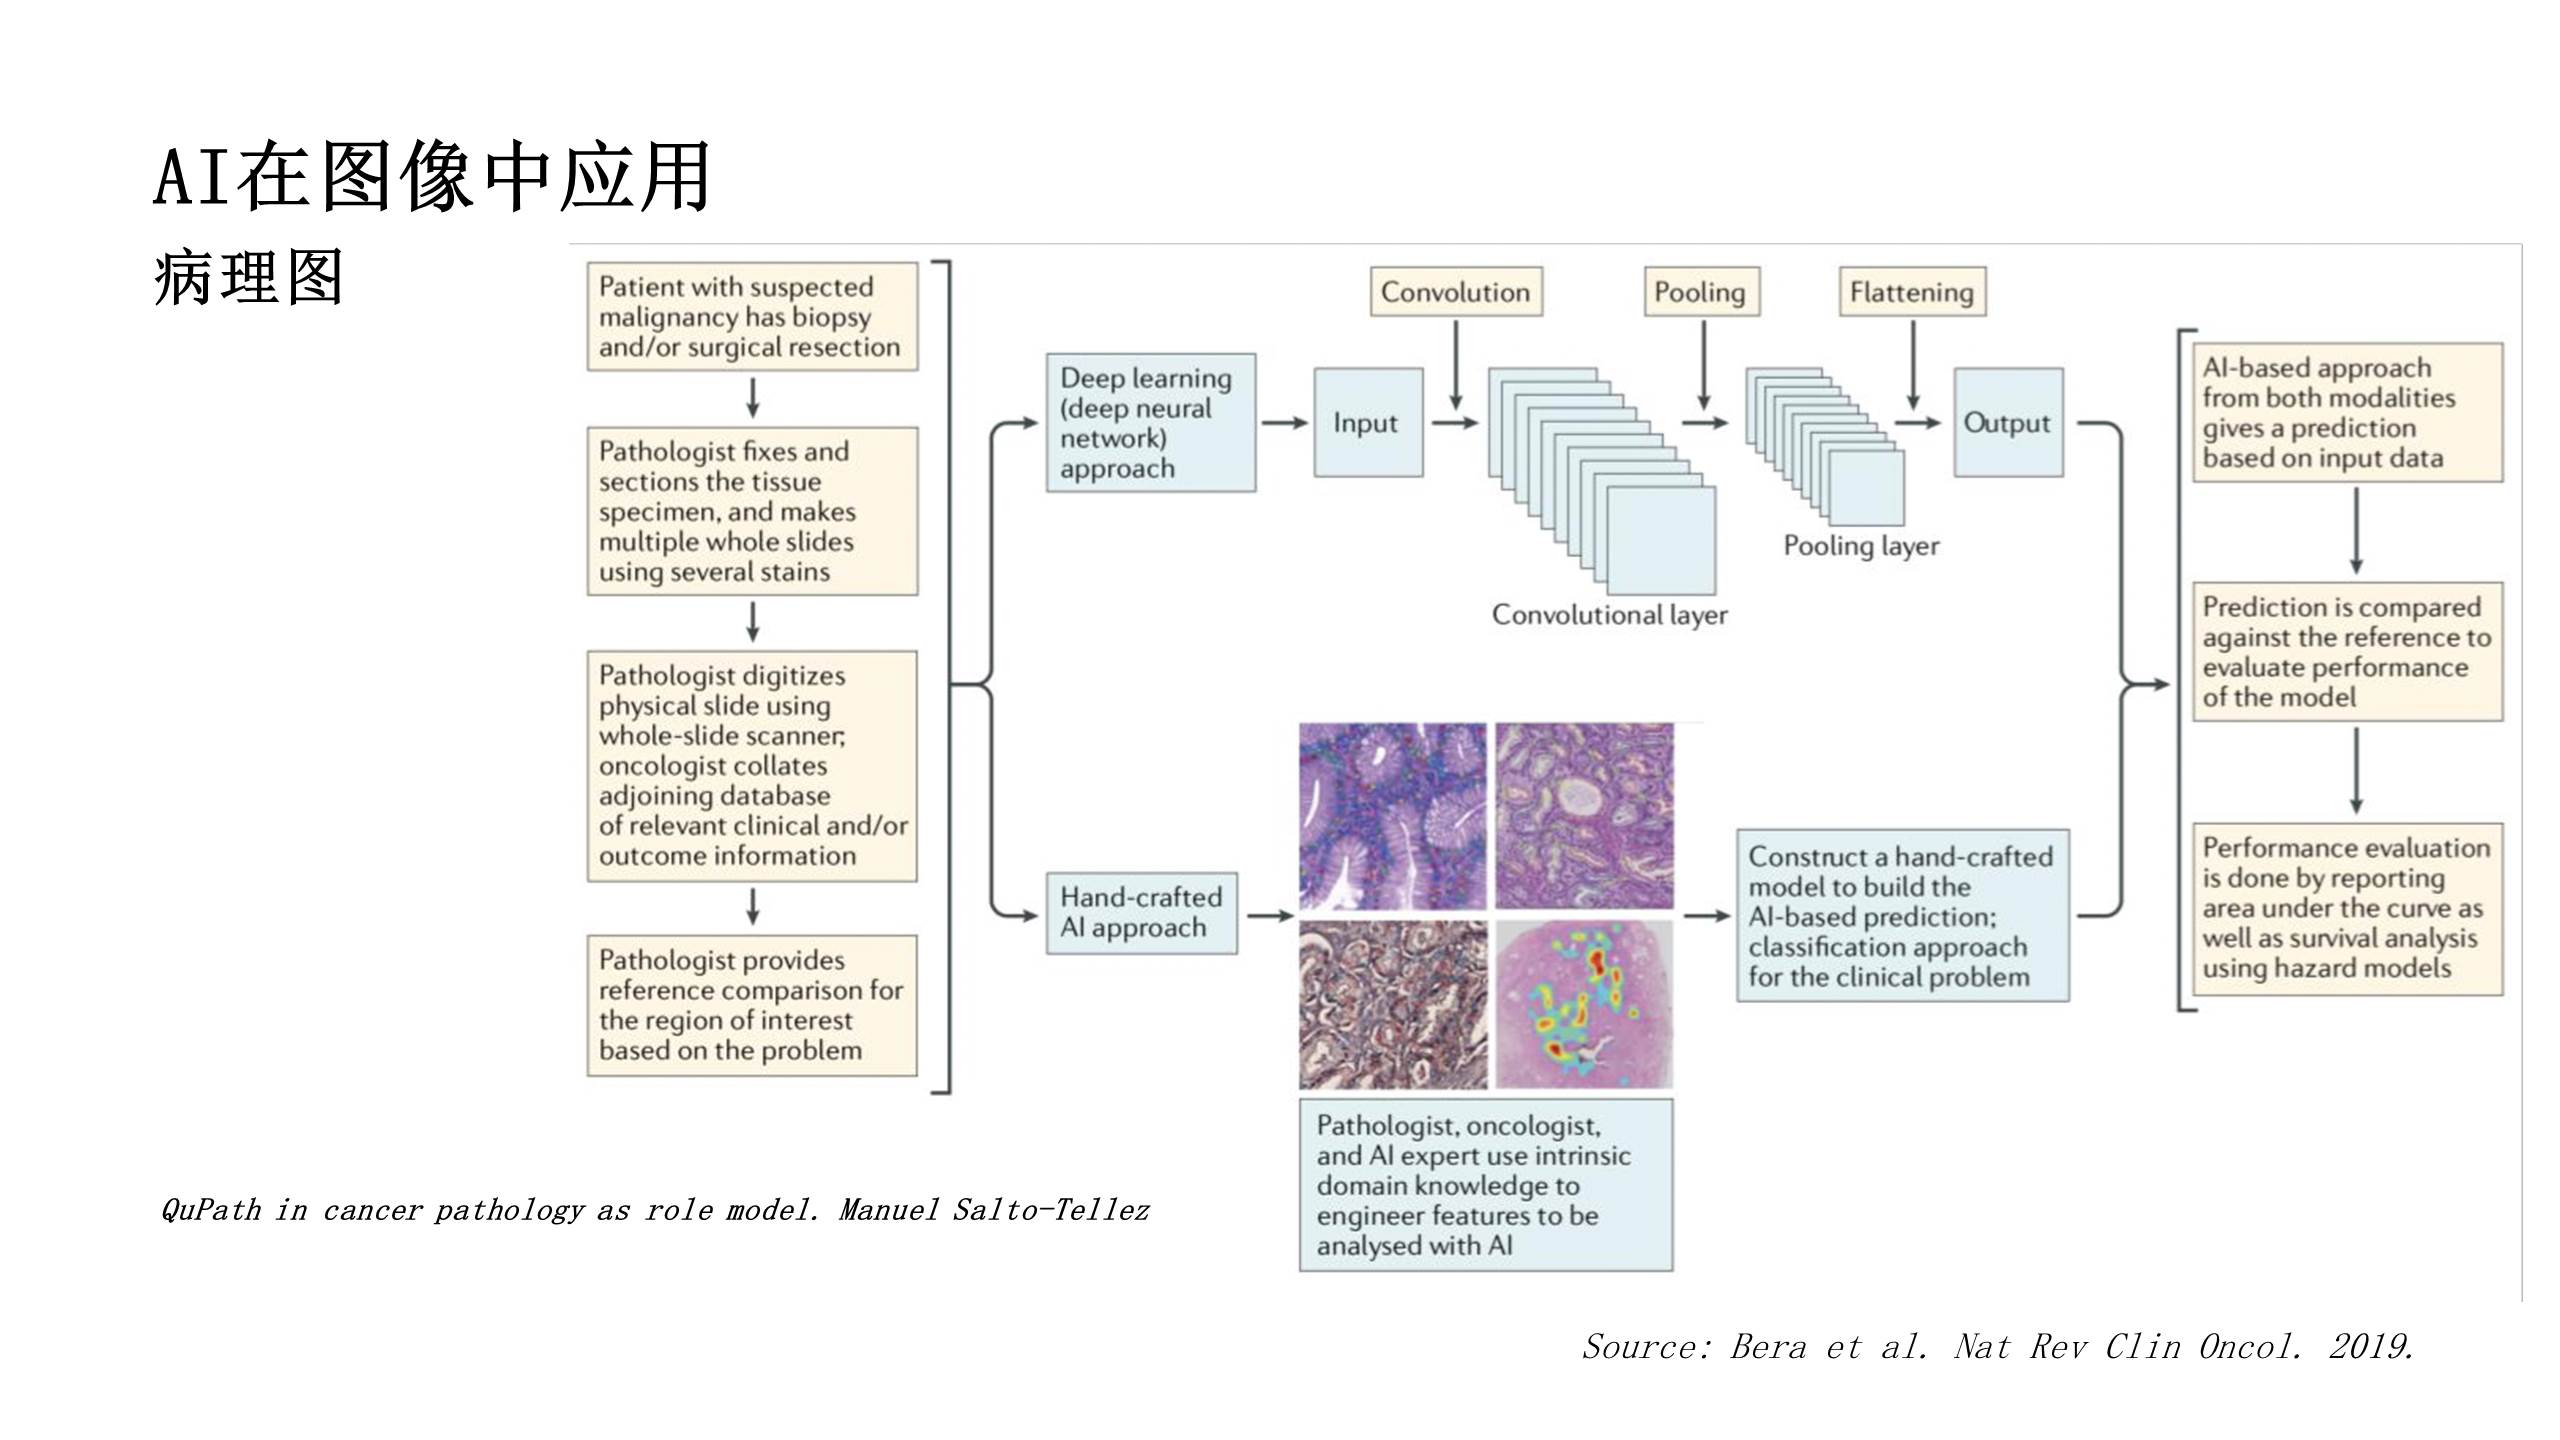 AI在图像中应用
病理图
Patient with suspected
malignancy has biopsy
and/or surgical resection
Pathologist fixes and
sections the tissue
specimen, and makes
multiple whole slides
using several stains
Pathologist digitizes
physical slide using
whole-slide scanner;
oncologist collates
adjoining database
of relevant clinical and/or
outcome information
Pathologist provides
reference comparison for
the region of interest
based on the problem
Deep learning
(deep neural
network)
approach
Input
Convolution
Convolutional layer
Pooling
Pooling layer
Flattening
Output
Hand-crafted
AI approach
Pathologist, oncologist,
and AI expert use intrinsic
domain knowledge to
engineer features to be
analysed with AI
Construct a hand-crafted
model to build the
AI-based prediction;
classification approach
for the clinical problem
AI-based approach
from both modalities
gives a prediction
based on input data
Prediction is compared
against the reference to
evaluate performance
of the model
Performance evaluation
is done by reporting
area under the curve as
well as survival analysis
using hazard models
QuPath in cancer pathology as role model. Manuel Salto-Tellez
Source: Bera et al. Nat Rev Clin Oncol. 2019.